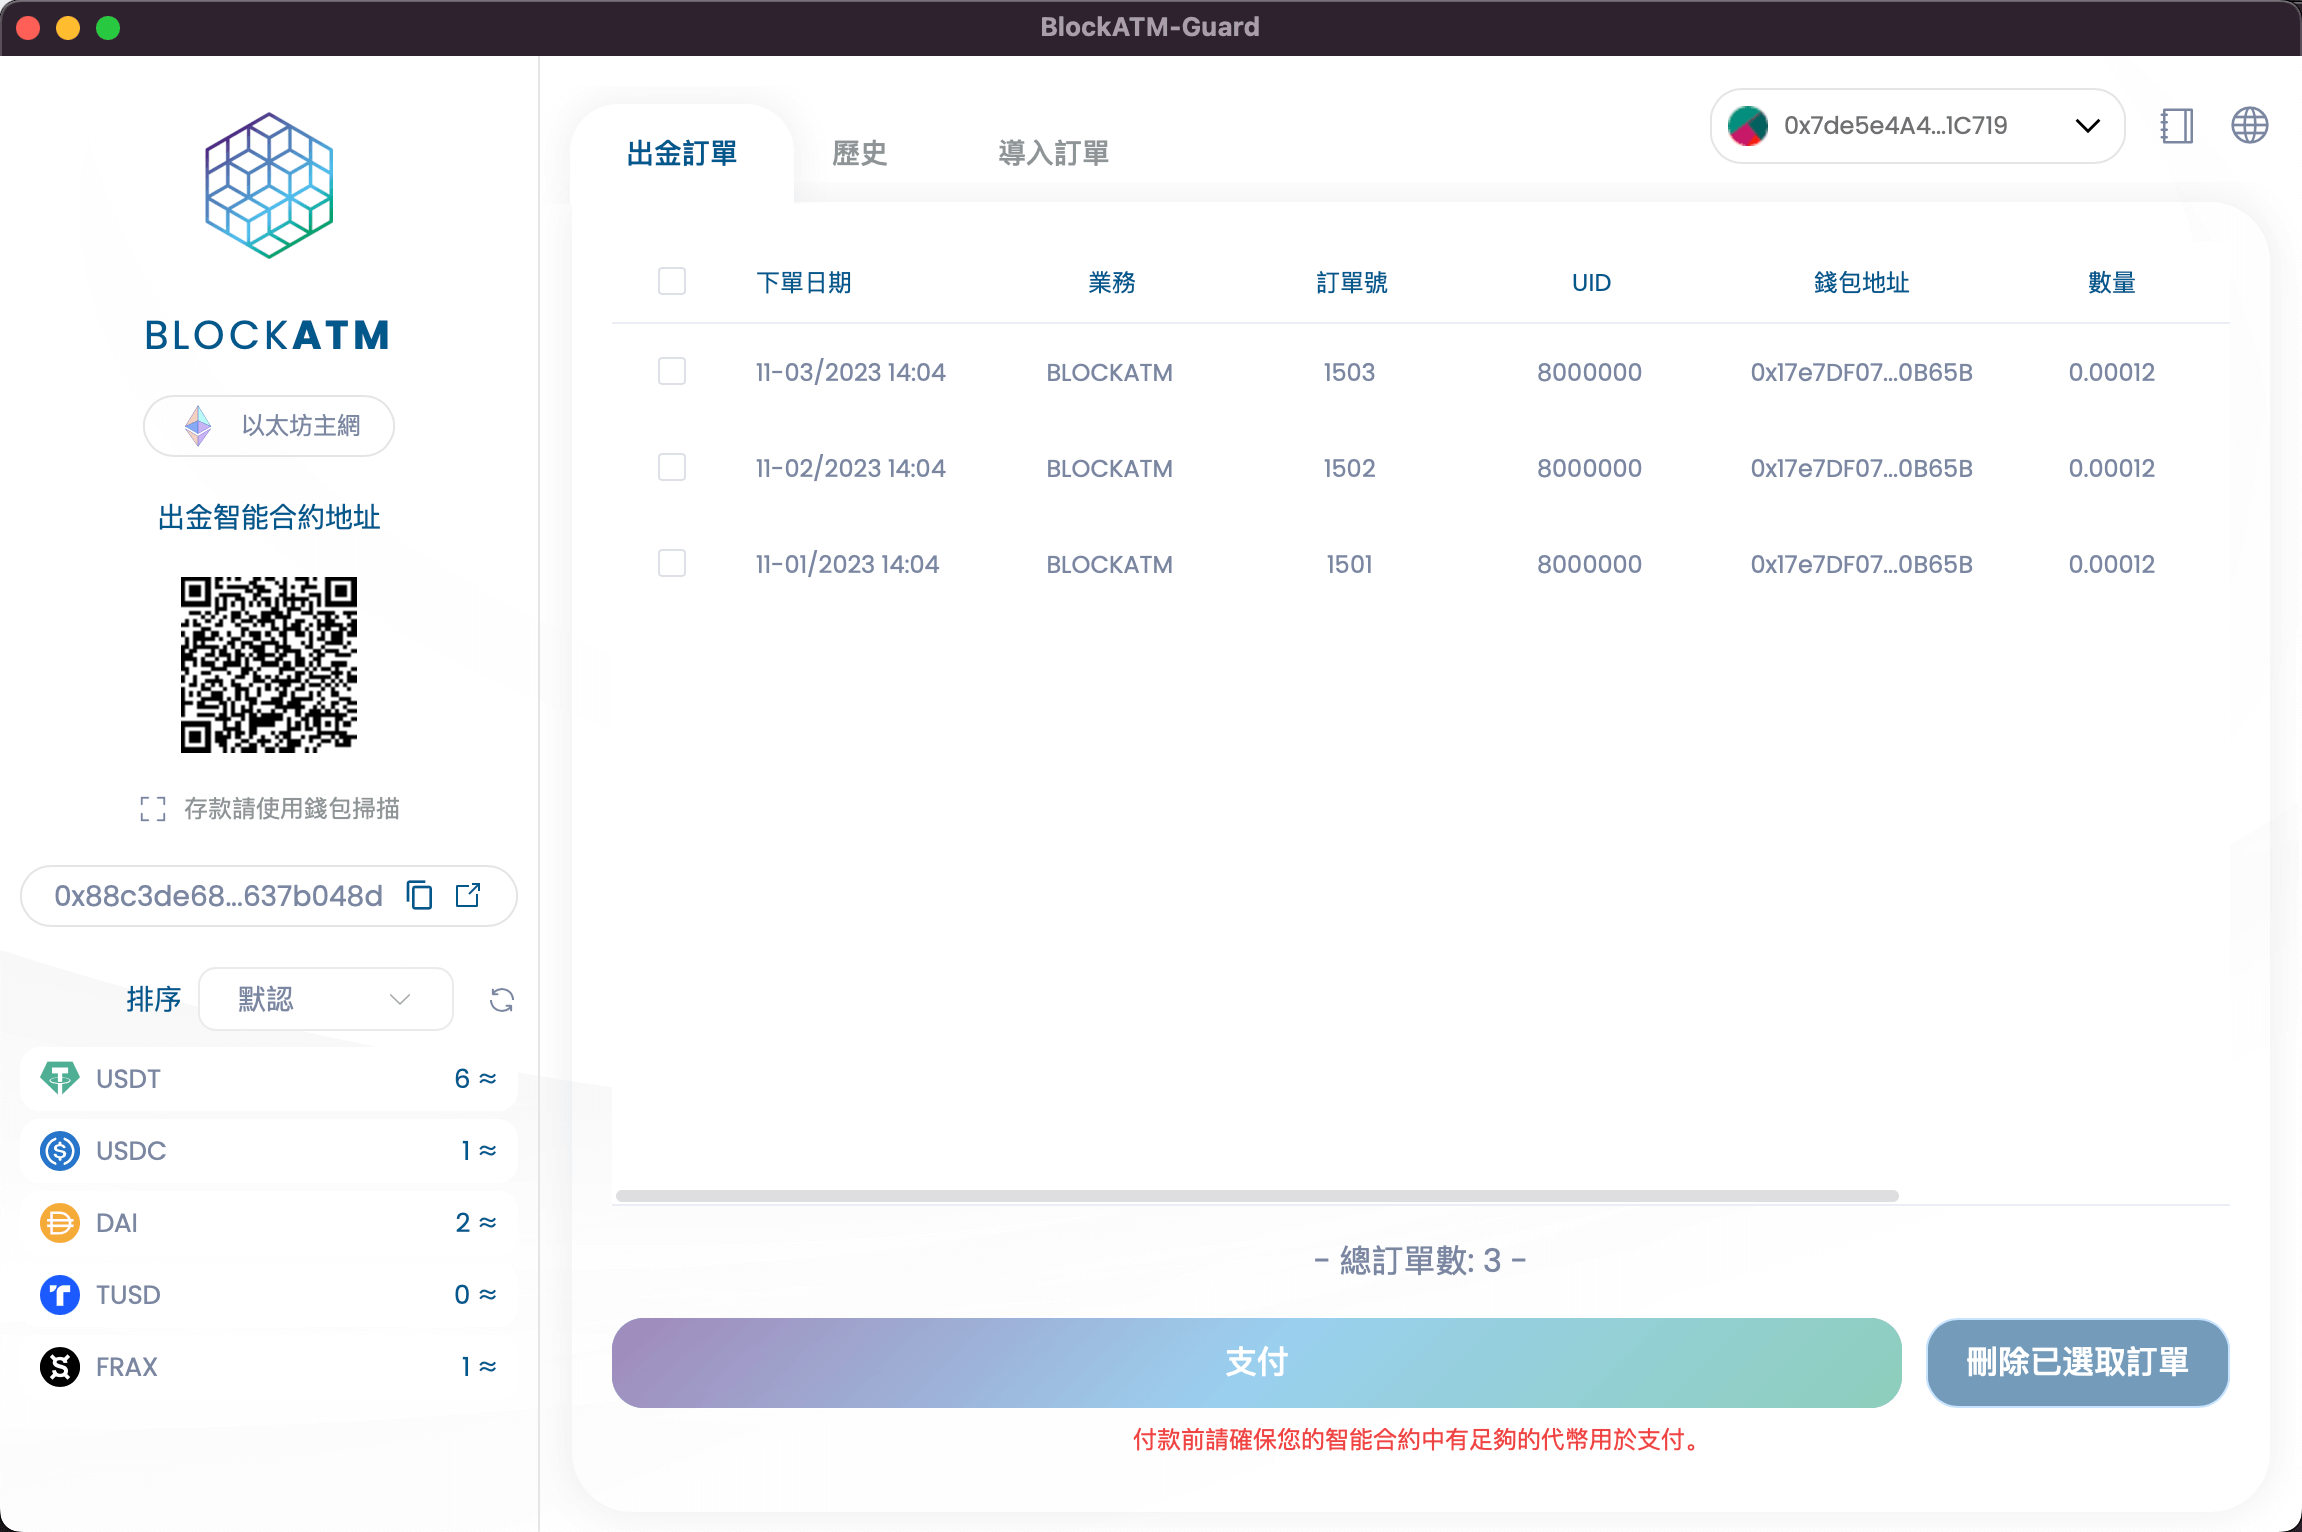 BlockATM-Guard
BLOCKATM
以太坊主網
出金智能合約地址
存款請使用錢包掃描
0x88c3de68...637b048d
排序 默認
USDT 6 ≈
USDC 1 ≈
DAI 2 ≈
TUSD 0 ≈
FRAX 1 ≈
出金訂單 歷史 導入訂單
0x7de5e4A4...1C719
下單日期 業務 訂單號 UID 錢包地址 數量
11-03/2023 14:04 BLOCKATM 1503 8000000 0x17e7DF07...0B65B 0.00012
11-02/2023 14:04 BLOCKATM 1502 8000000 0x17e7DF07...0B65B 0.00012
11-01/2023 14:04 BLOCKATM 1501 8000000 0x17e7DF07...0B65B 0.00012
- 總訂單數: 3 -
支付
刪除已選取訂單
付款前請確保您的智能合約中有足夠的代幣用於支付。